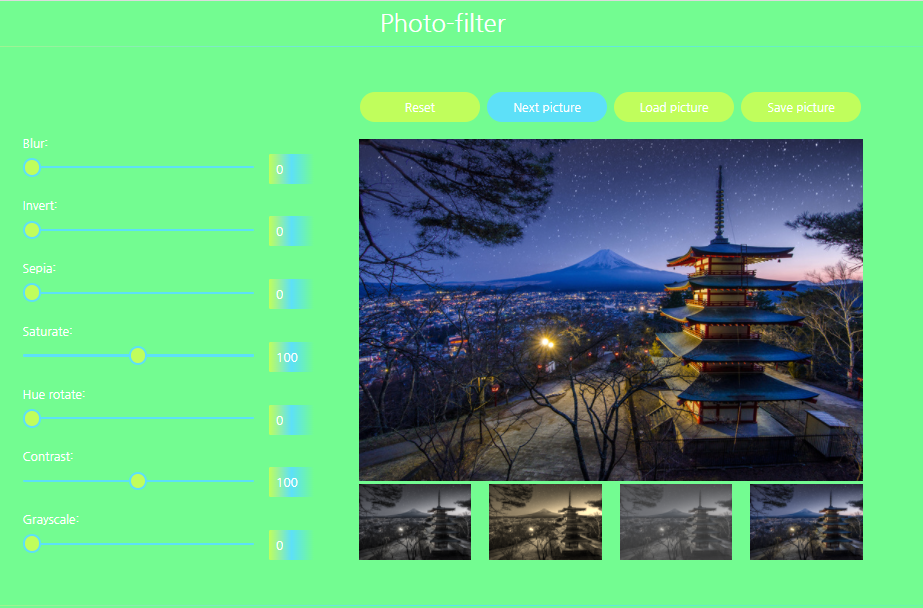 Photo-filter
Reset Next picture Load picture Save picture
Blur:
0
Invert:
0
Sepia:
0
Saturate:
100
Hue rotate:
0
Contrast:
100
Grayscale:
0